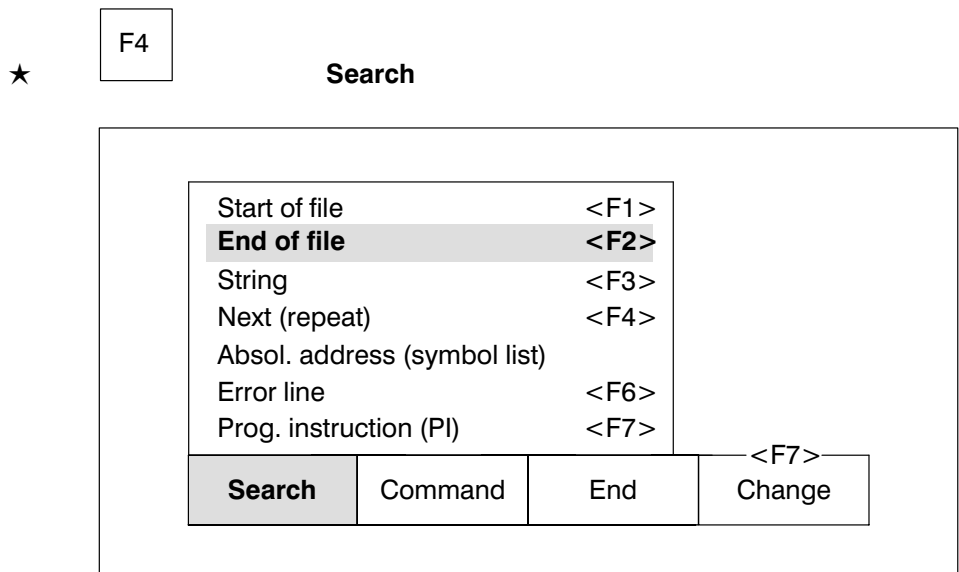 F4
★ Search
Start of file <F1>
End of file <F2>
String <F3>
Next (repeat) <F4>
Absol. address (symbol list)
Error line <F6>
Prog. instruction (PI) <F7>
<F7>
Search Command End Change